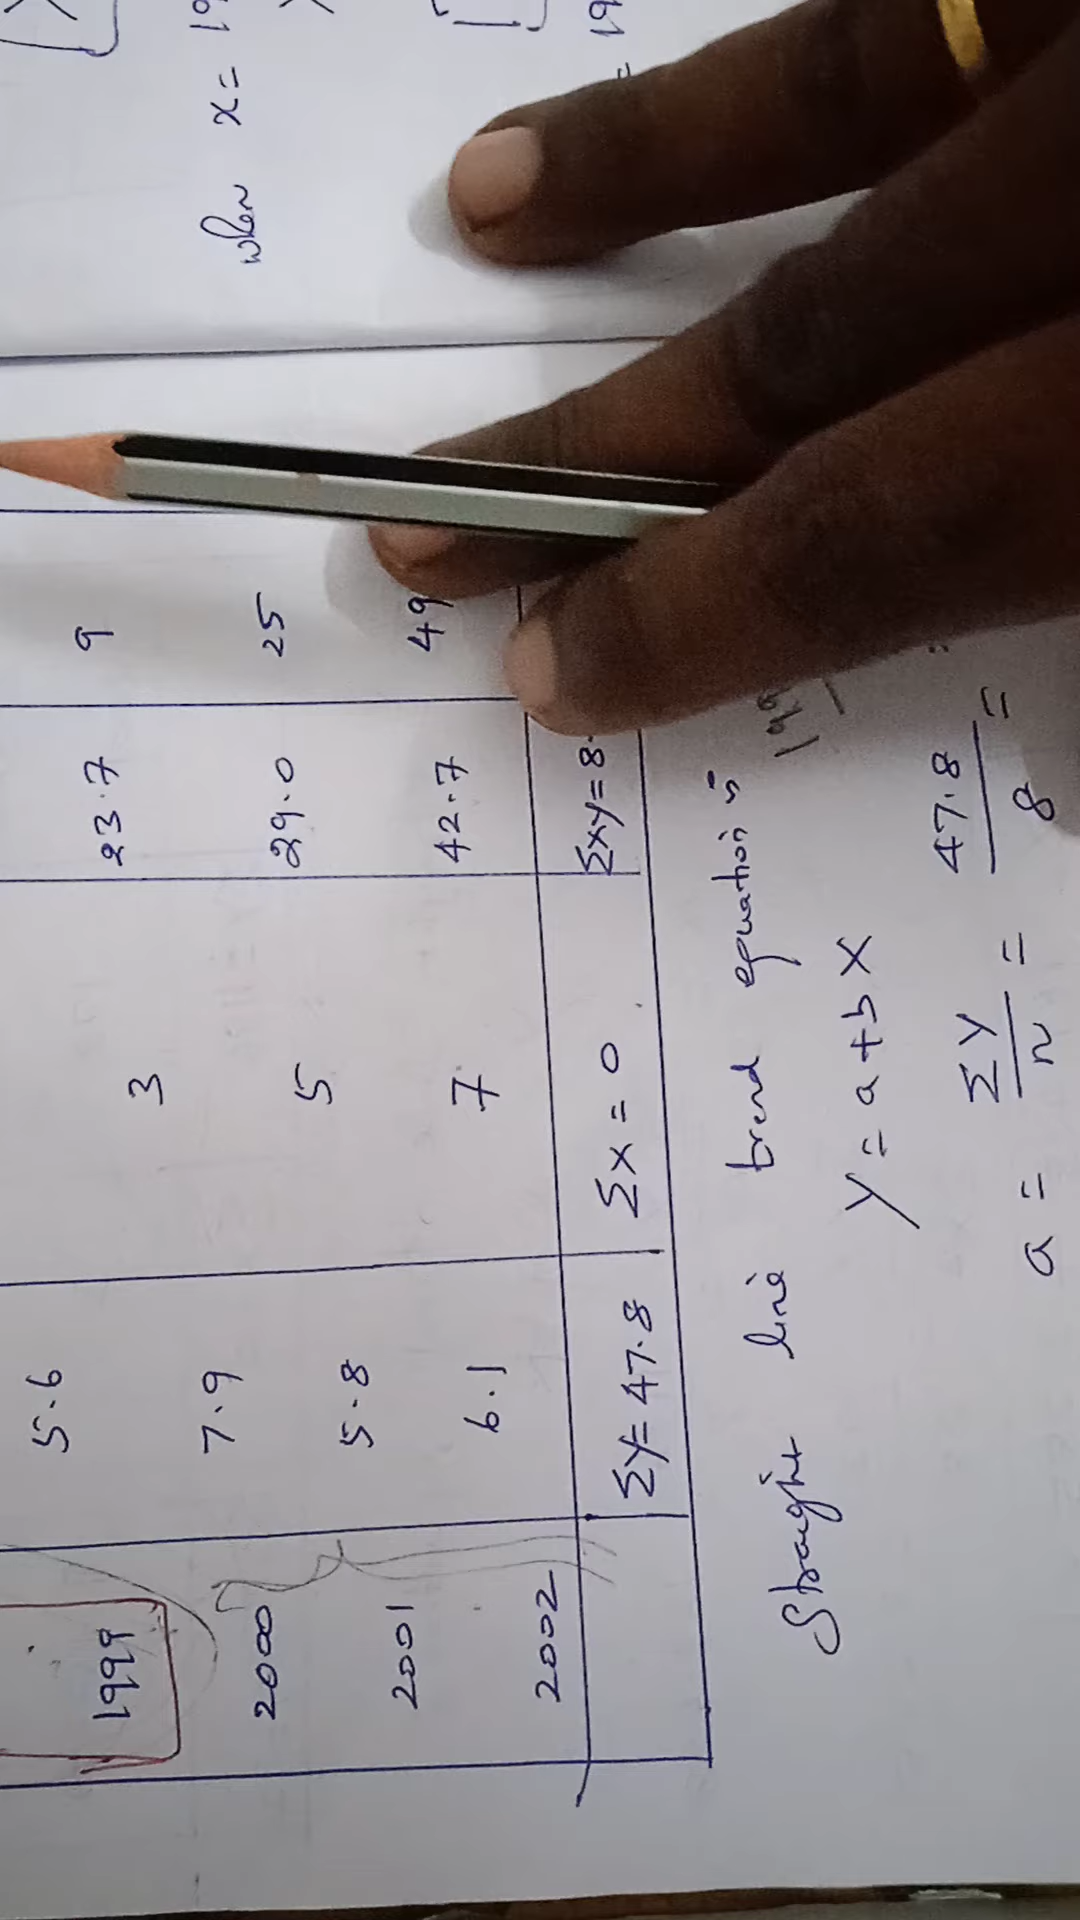 1999 5.6
2000 7.9 3 23.7 9
2001 5.8 5 29.0 25
2002 6.1 7 42.7 49
ΣY = 47.8 ΣX = 0 ΣXY = 8
Straight line trend equation is
Y = a + b X
a = ΣY/n = 47.8/8 =
when x = 19
= 19